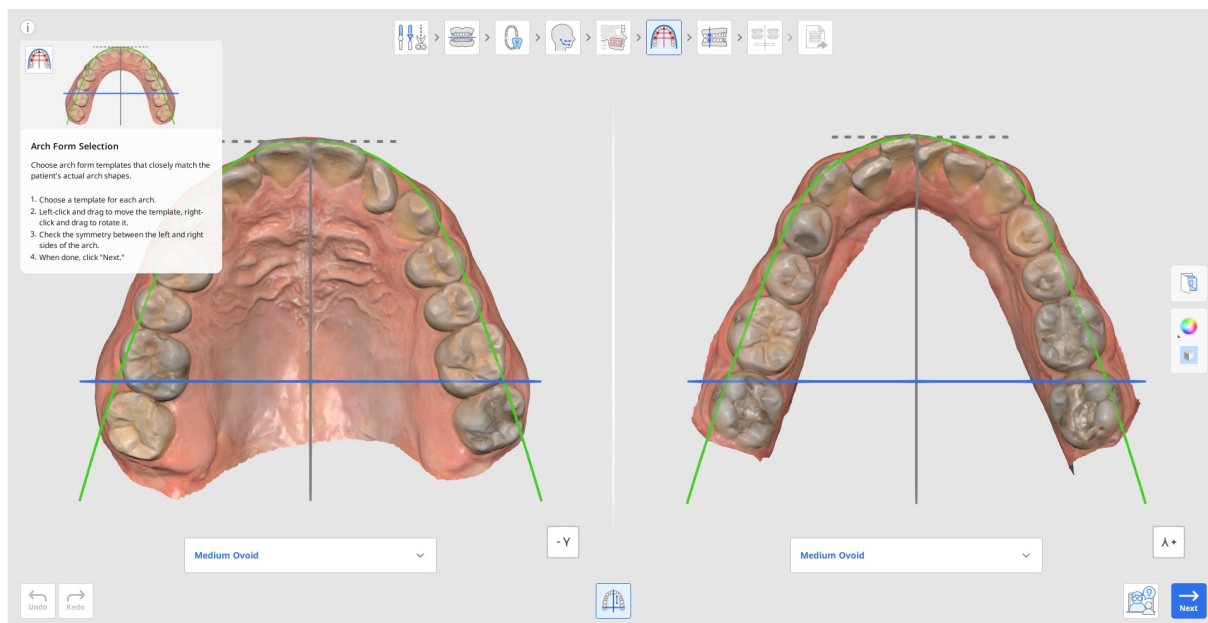 Arch Form Selection
Choose arch form templates that closely match the
patient's actual arch shapes.
1. Choose a template for each arch.
2. Left-click and drag to move the template, right-
click and drag to rotate it.
3. Check the symmetry between the left and right
sides of the arch.
4. When done, click "Next."
Medium Ovoid
- Y
Medium Ovoid
⅄ +
Undo
Redo
Next